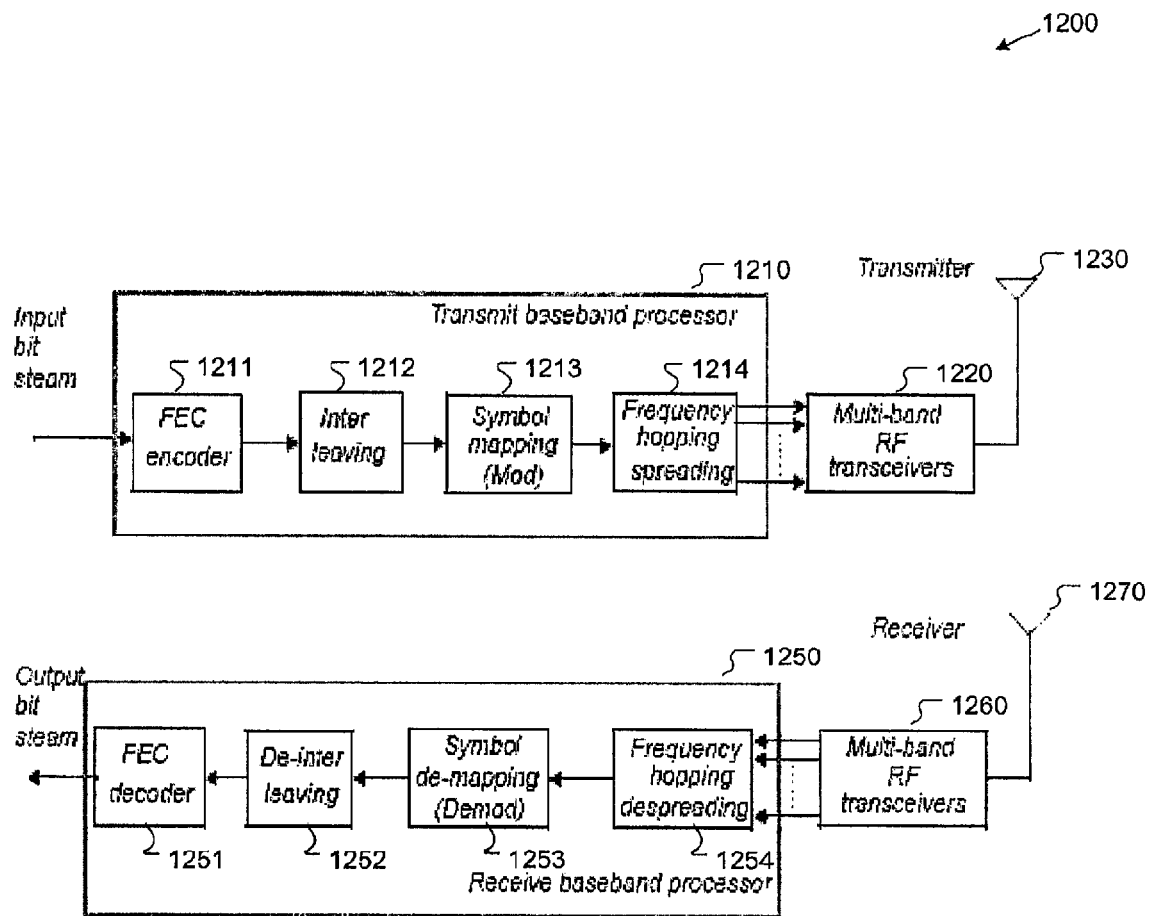 1200
1210
Transmitter
1230
Input
bit
steam
Transmit baseband processor
1211
1212
1213
1214
1220
FEC
encoder
Inter
leaving
Symbol
mapping
(Mod)
Frequency
hopping
spreading
Multi-band
RF
transceivers
1270
Receiver
1250
1260
Output
bit
steam
FEC
decoder
De-inter
leaving
Symbol
de-mapping
(Demod)
Frequency
hopping
despreading
Multi-band
RF
transceivers
1251
1252
1253
1254
Receive baseband processor